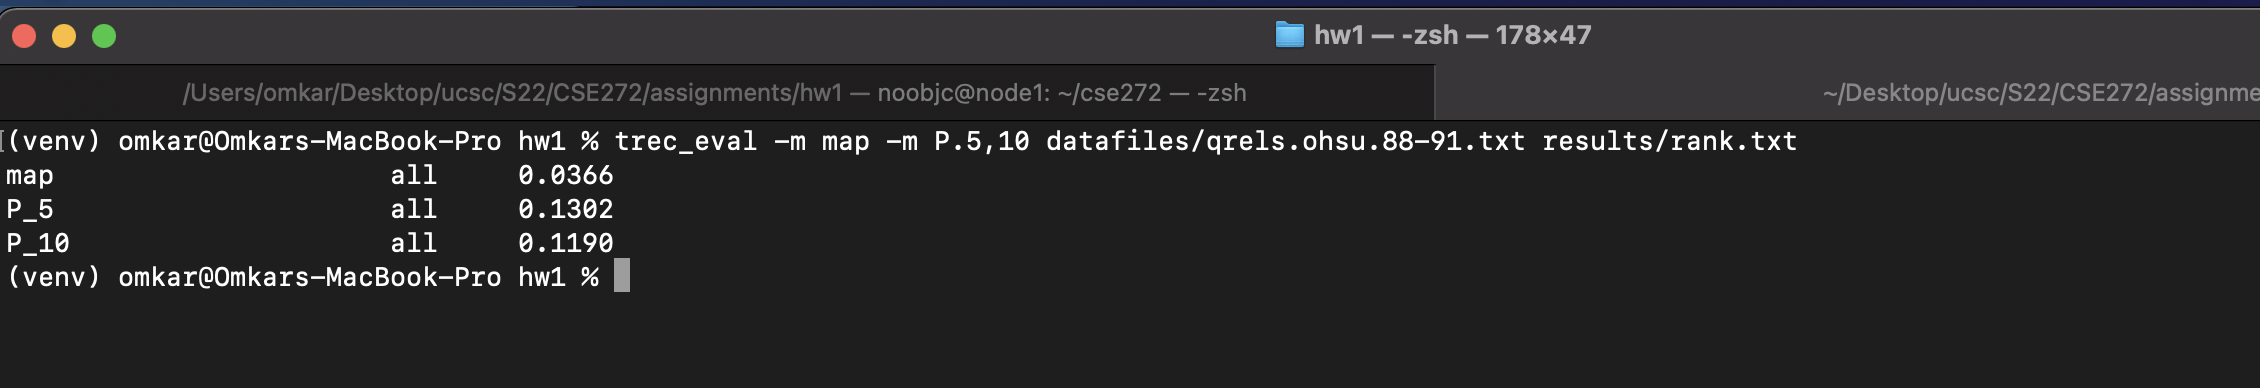 hw1 — -zsh — 178×47
/Users/omkar/Desktop/ucsc/S22/CSE272/assignments/hw1 — noobjc@node1: ~/cse272 — -zsh
~/Desktop/ucsc/S22/CSE272/assignme
(venv) omkar@Omkars-MacBook-Pro hw1 % trec_eval -m map -m P.5,10 datafiles/qrels.ohsu.88-91.txt results/rank.txt
map all 0.0366
P_5 all 0.1302
P_10 all 0.1190
(venv) omkar@Omkars-MacBook-Pro hw1 %